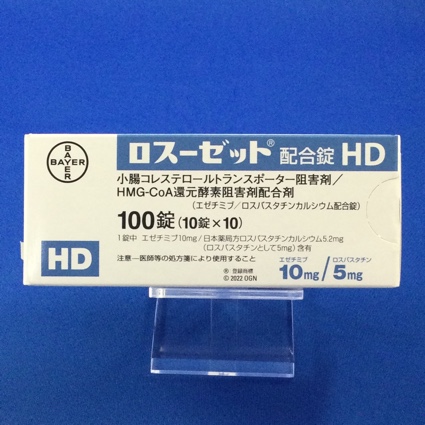 BAYER
BAYER
ロスーゼット® 配合錠 HD
小腸コレステロールトランスポーター阻害剤/
HMG-CoA還元酵素阻害剤配合剤
(エゼチミブ/ロスバスタチンカルシウム配合錠)
100錠(10錠×10)
1錠中 エゼチミブ10mg/日本薬局方ロスバスタチンカルシウム5.2mg
(ロスバスタチンとして5mg)含有
HD
注意―医師等の処方箋により使用すること
® 登録商標
© 2022 OGN
エゼチミブ ロスバスタチン
10mg/5mg